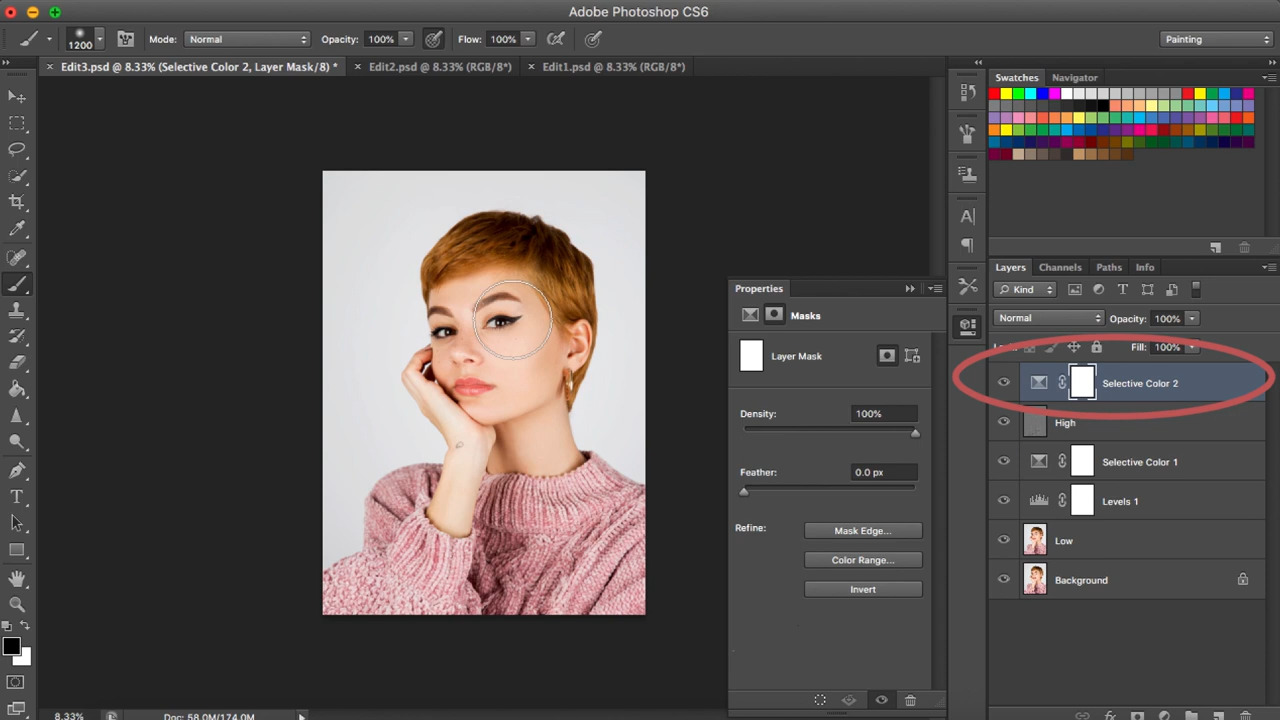 Adobe Photoshop CS6
1200 Mode: Normal Opacity: 100% Flow: 100% Painting
Edit3.psd @ 8.33% (Selective Color 2, Layer Mask/8) * Edit2.psd @ 8.33% (RGB/8*) Edit1.psd @ 8.33% (RGB/8*)
Swatches Navigator
Layers Channels Paths Info
Kind
Normal Opacity: 100%
Fill: 100%
Selective Color 2
High
Selective Color 1
Levels 1
Low
Background
Properties
Masks
Layer Mask
Density: 100%
Feather: 0.0 px
Refine: Mask Edge...
Color Range...
Invert
8.33% Doc: 58.0M/174.0M